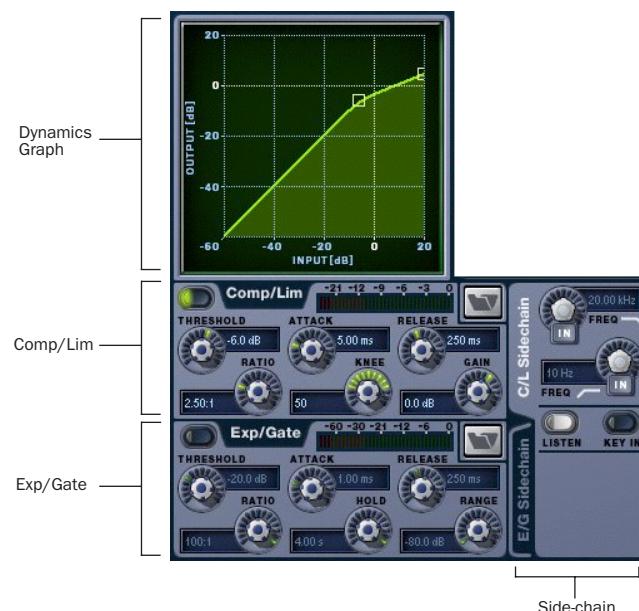 20
0
-20
-40
-60
OUTPUT [dB]
-60 -40 -20 0 20
INPUT [dB]
Dynamics
Graph
Comp/Lim
Comp/Lim
-21 -12 -9 -6 -3 0
THRESHOLD ATTACK RELEASE
-6.0 dB 5.00 ms 250 ms
RATIO KNEE GAIN
2.50:1 50 0.0 dB
Exp/Gate
Exp/Gate
-60 -30 -21 -12 -6 0
THRESHOLD ATTACK RELEASE
-20.0 dB 1.00 ms 250 ms
RATIO HOLD RANGE
100:1 4.00 s -80.0 dB
C/L Sidechain
20.00 kHz
FREQ
IN
10 Hz
FREQ
IN
LISTEN KEY IN
E/G Sidechain
Side-chain